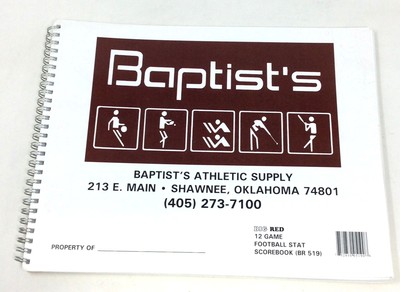 Baptist's
BAPTIST'S ATHLETIC SUPPLY
213 E. MAIN • SHAWNEE, OKLAHOMA 74801
(405) 273-7100
BIG RED
12 GAME
FOOTBALL STAT
SCOREBOOK (BR 519)
PROPERTY OF